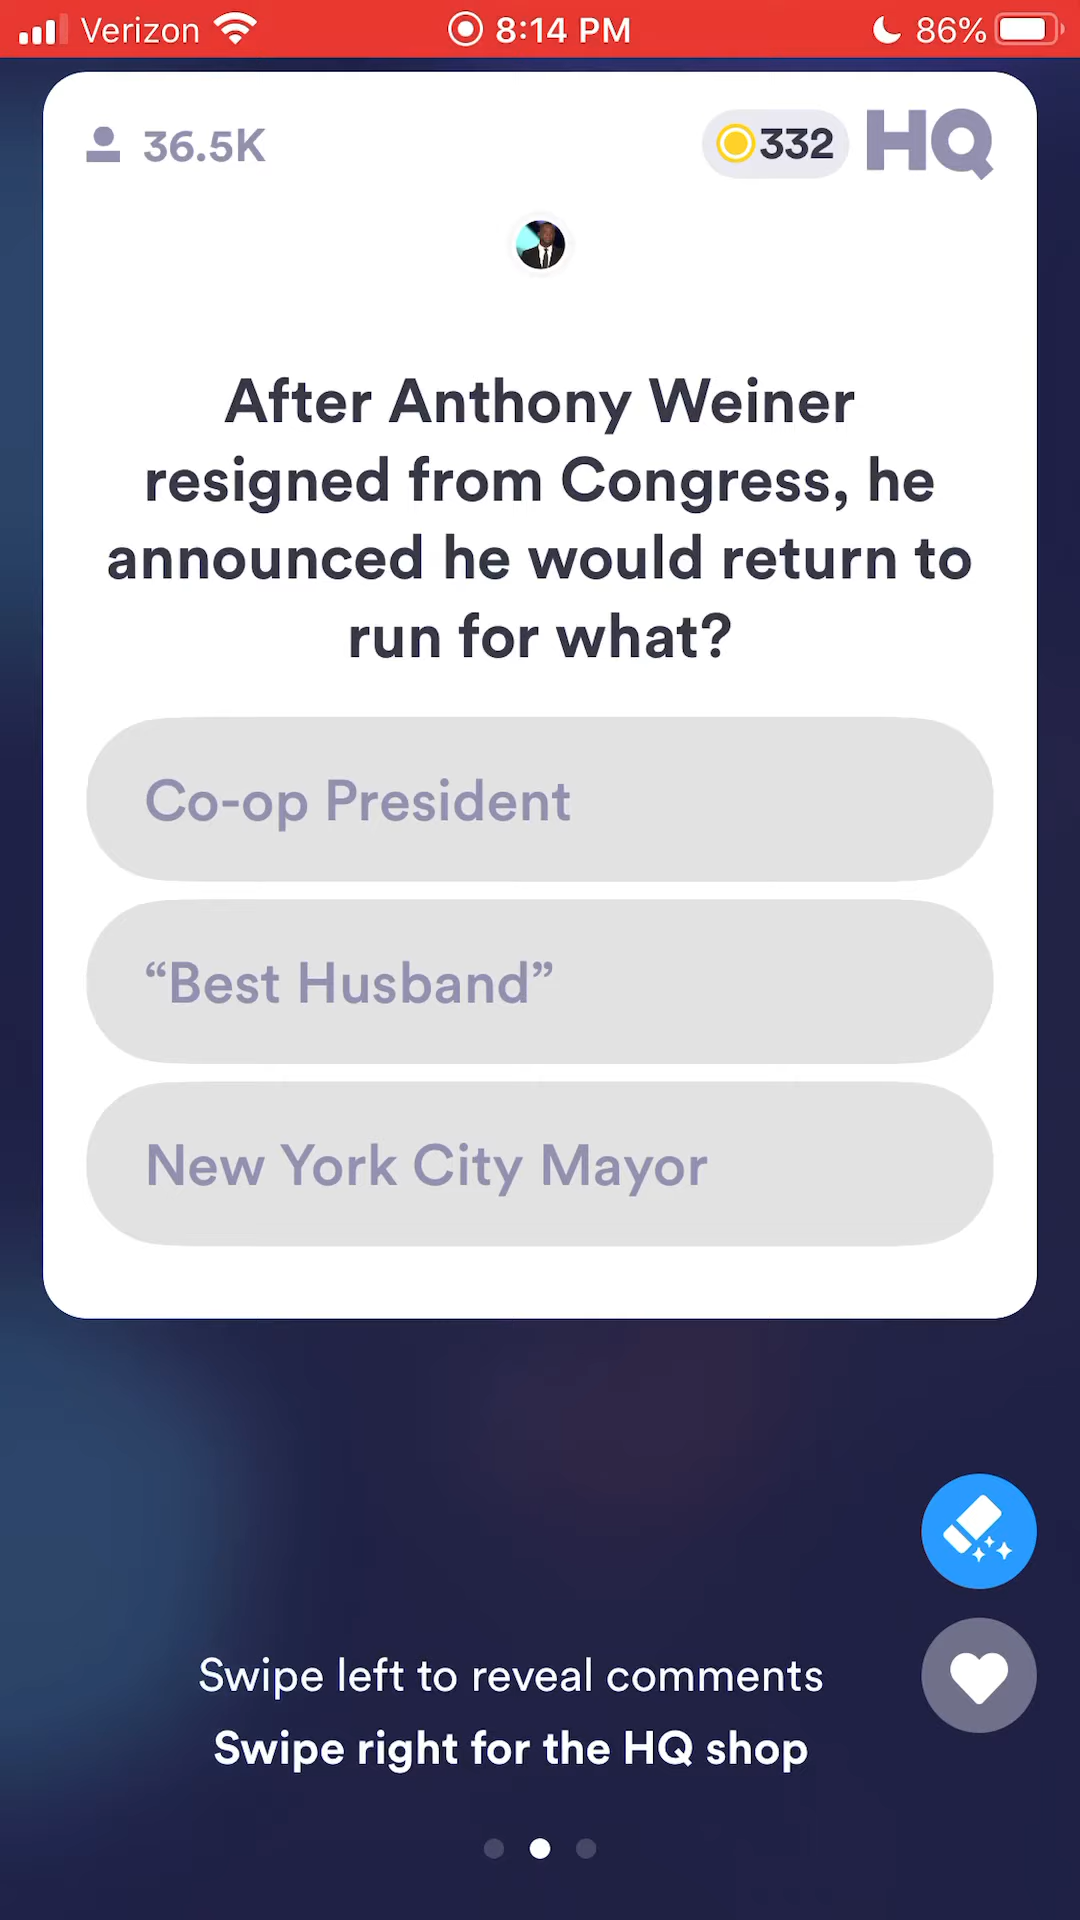 Verizon 8:14 PM 86%
36.5K 332 HQ
After Anthony Weiner
resigned from Congress, he
announced he would return to
run for what?
Co-op President
“Best Husband”
New York City Mayor
Swipe left to reveal comments
Swipe right for the HQ shop